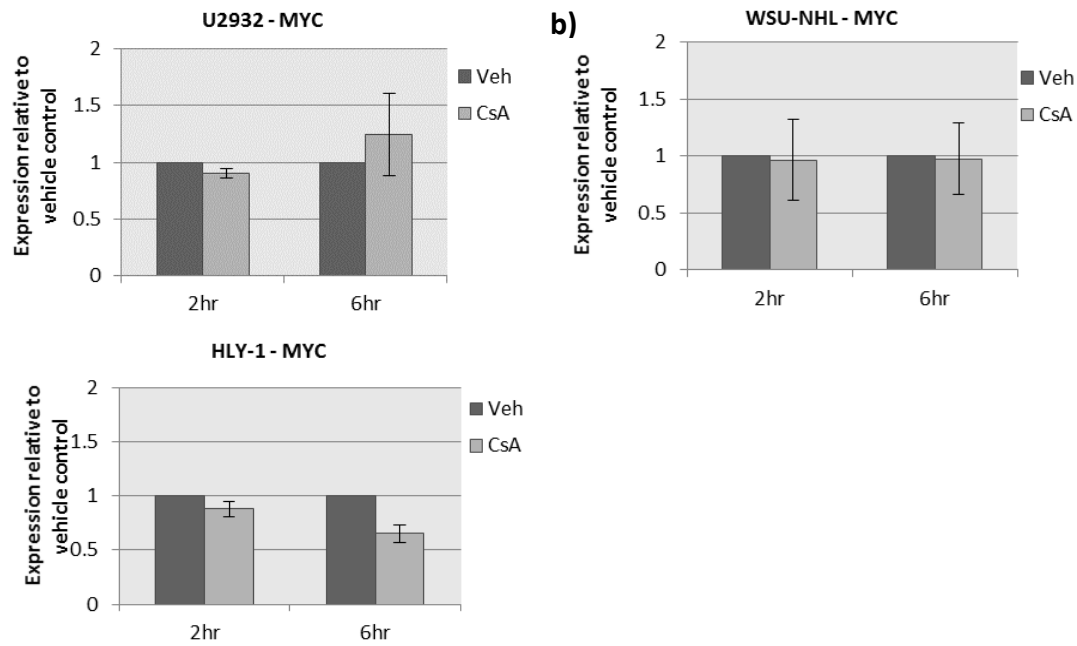 U2932 - MYC
Expression relative to
vehicle control
2
1.5
1
0.5
0
2hr
6hr
Veh
CsA
b)
WSU-NHL - MYC
Expression relative to
vehicle control
2
1.5
1
0.5
0
2hr
6hr
Veh
CsA
HLY-1 - MYC
Expression relative to
vehicle control
2
1.5
1
0.5
0
2hr
6hr
Veh
CsA